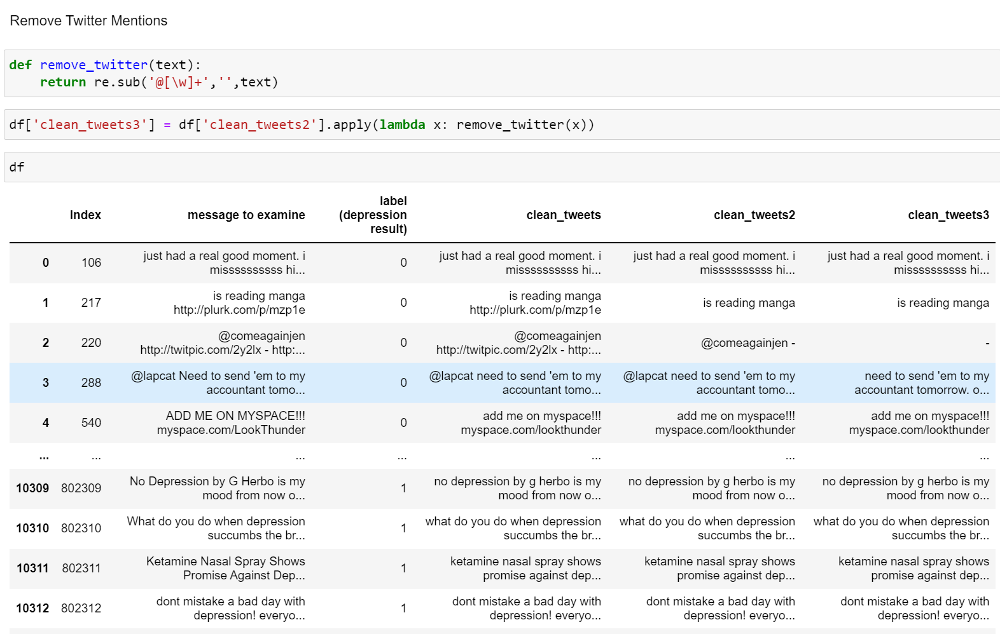 Remove Twitter Mentions
def remove_twitter(text):
    return re.sub('@[\w]+','',text)
df['clean_tweets3'] = df['clean_tweets2'].apply(lambda x: remove_twitter(x))
df
Index message to examine label (depression result) clean_tweets clean_tweets2 clean_tweets3
0 106 just had a real good moment. i missssssssss hi... 0 just had a real good moment. i missssssssss hi... just had a real good moment. i missssssssss hi... just had a real good moment. i missssssssss hi...
1 217 is reading manga http://plurk.com/p/mzp1e 0 is reading manga http://plurk.com/p/mzp1e is reading manga is reading manga
2 220 @comeagainjen http://twitpic.com/2y2lx - http:... 0 @comeagainjen http://twitpic.com/2y2lx - http:... @comeagainjen - -
3 288 @lapcat Need to send 'em to my accountant tomo... 0 @lapcat need to send 'em to my accountant tomo... @lapcat need to send 'em to my accountant tomo... need to send 'em to my accountant tomorrow. o...
4 540 ADD ME ON MYSPACE!!! myspace.com/LookThunder 0 add me on myspace!!! myspace.com/lookthunder add me on myspace!!! myspace.com/lookthunder add me on myspace!!! myspace.com/lookthunder
... ... ... ... ... ... ...
10309 802309 No Depression by G Herbo is my mood from now o... 1 no depression by g herbo is my mood from now o... no depression by g herbo is my mood from now o... no depression by g herbo is my mood from now o...
10310 802310 What do you do when depression succumbs the br... 1 what do you do when depression succumbs the br... what do you do when depression succumbs the br... what do you do when depression succumbs the br...
10311 802311 Ketamine Nasal Spray Shows Promise Against Dep... 1 ketamine nasal spray shows promise against dep... ketamine nasal spray shows promise against dep... ketamine nasal spray shows promise against dep...
10312 802312 dont mistake a bad day with depression! everyo... 1 dont mistake a bad day with depression! everyo... dont mistake a bad day with depression! everyo... dont mistake a bad day with depression! everyo...